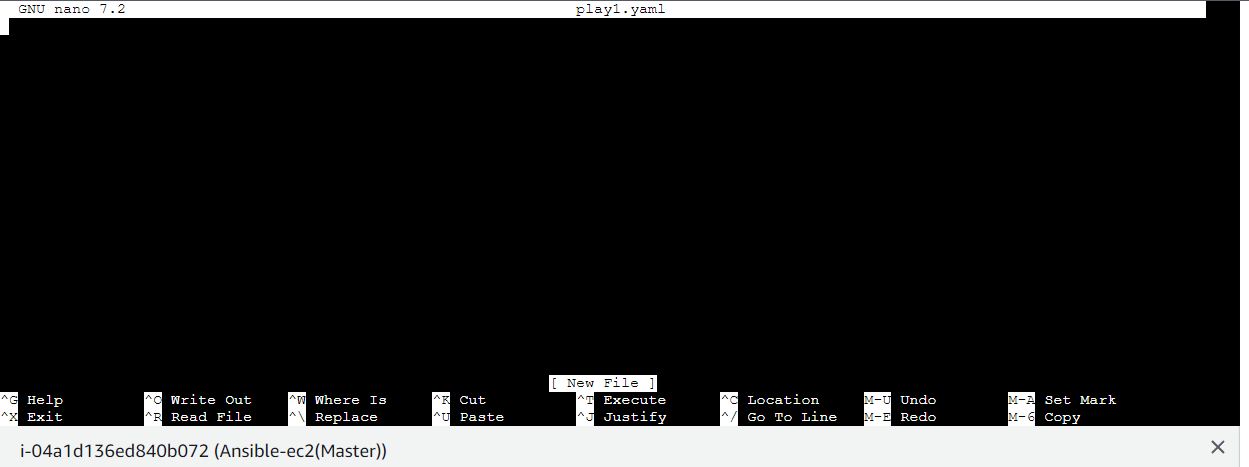 GNU nano 7.2 play1.yaml
[ New File ]
^G Help ^O Write Out ^W Where Is ^K Cut ^T Execute ^C Location M-U Undo M-A Set Mark
^X Exit ^R Read File ^\ Replace ^U Paste ^J Justify ^/ Go To Line M-E Redo M-6 Copy
i-04a1d136ed840b072 (Ansible-ec2(Master))